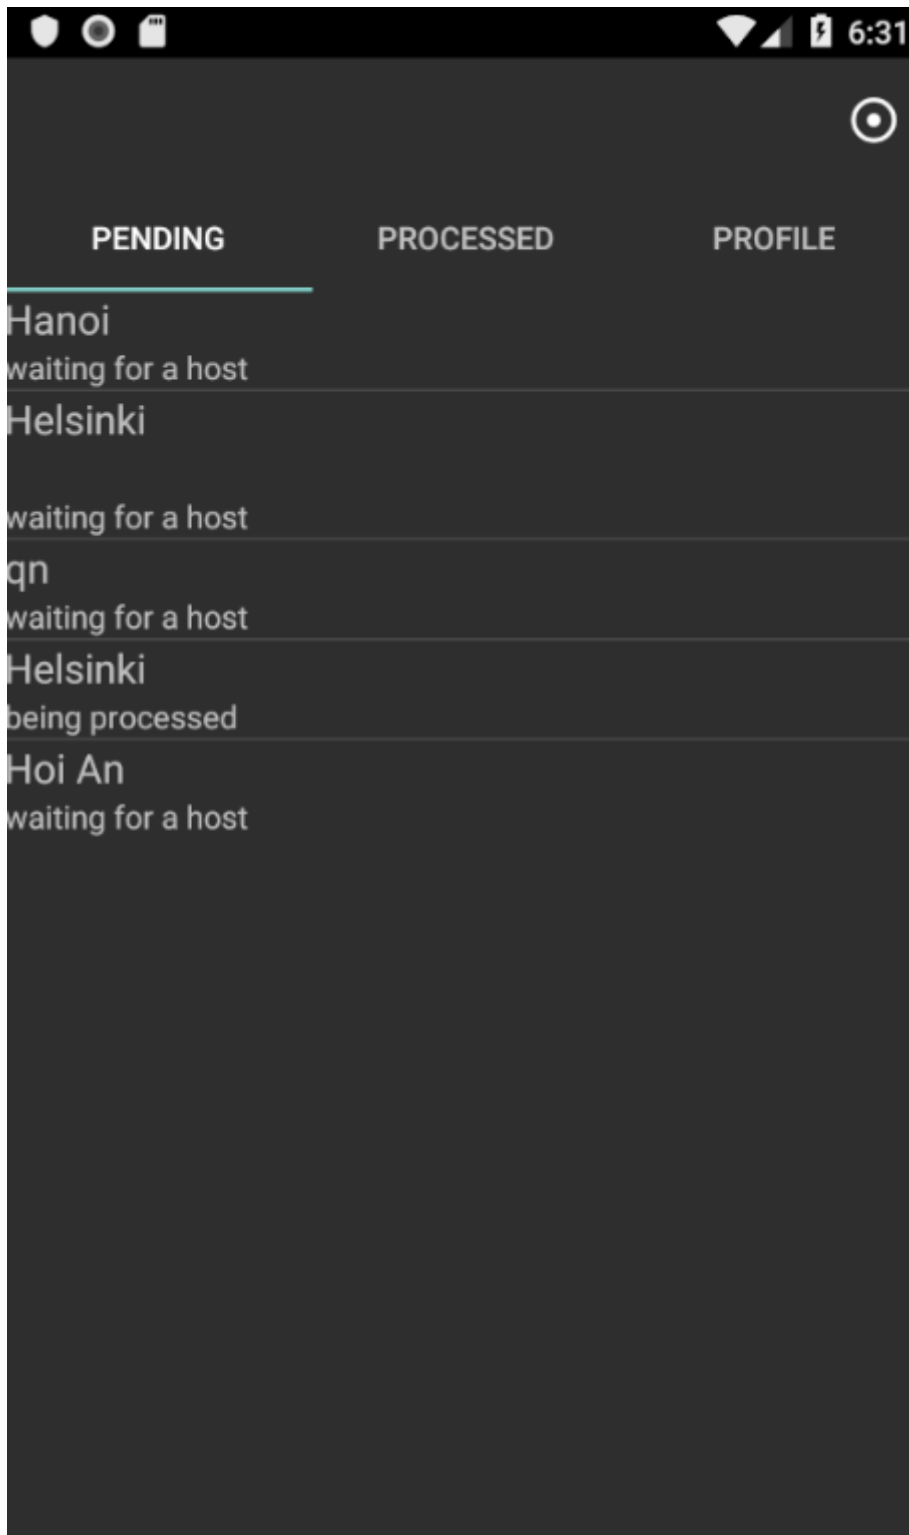 6:31
PENDING PROCESSED PROFILE
Hanoi
waiting for a host
Helsinki
waiting for a host
qn
waiting for a host
Helsinki
being processed
Hoi An
waiting for a host